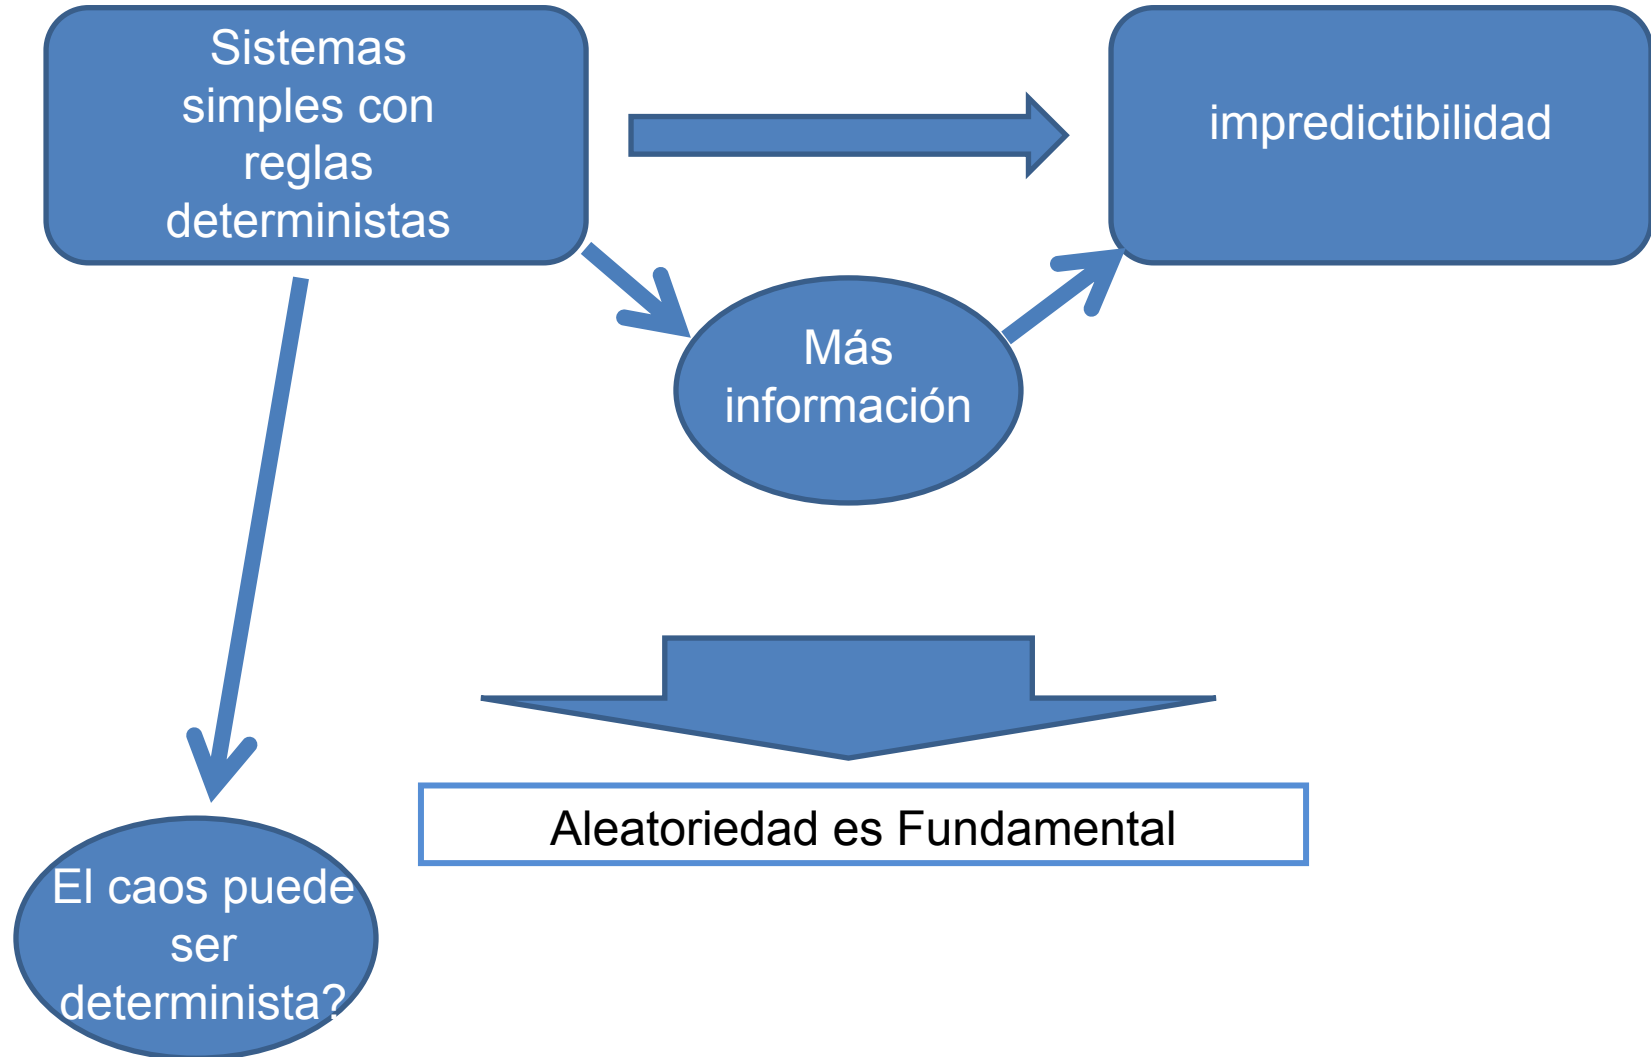 Sistemas
simples con
reglas
deterministas
impredictibilidad
Más
información
Aleatoriedad es Fundamental
El caos puede
ser
determinista?